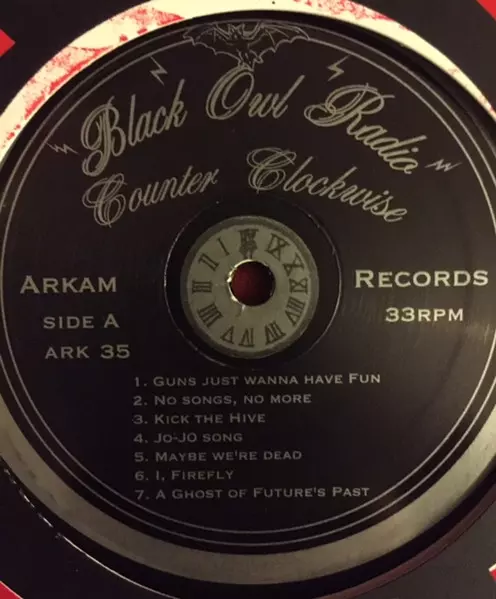 Black Owl Radio
Counter Clockwise
ARKAM RECORDS
SIDE A 33RPM
ARK 35
1. GUNS JUST WANNA HAVE FUN
2. NO SONGS, NO MORE
3. KICK THE HIVE
4. JO-JO SONG
5. MAYBE WE'RE DEAD
6. I, FIREFLY
7. A GHOST OF FUTURE'S PAST